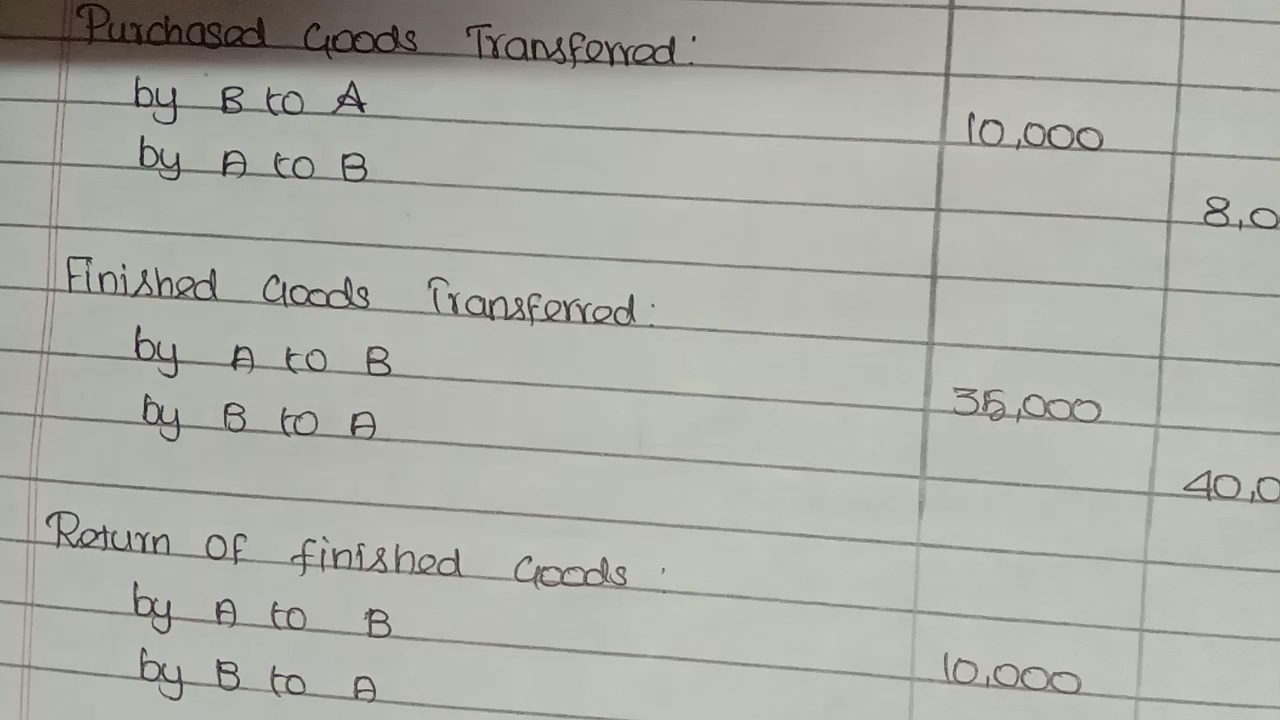 Purchased Goods Transferred:
by B to A 10,000
by A to B 8,0
Finished Goods Transferred:
by A to B 35,000
by B to A 40,0
Return of finished Goods:
by A to B 10,000
by B to A